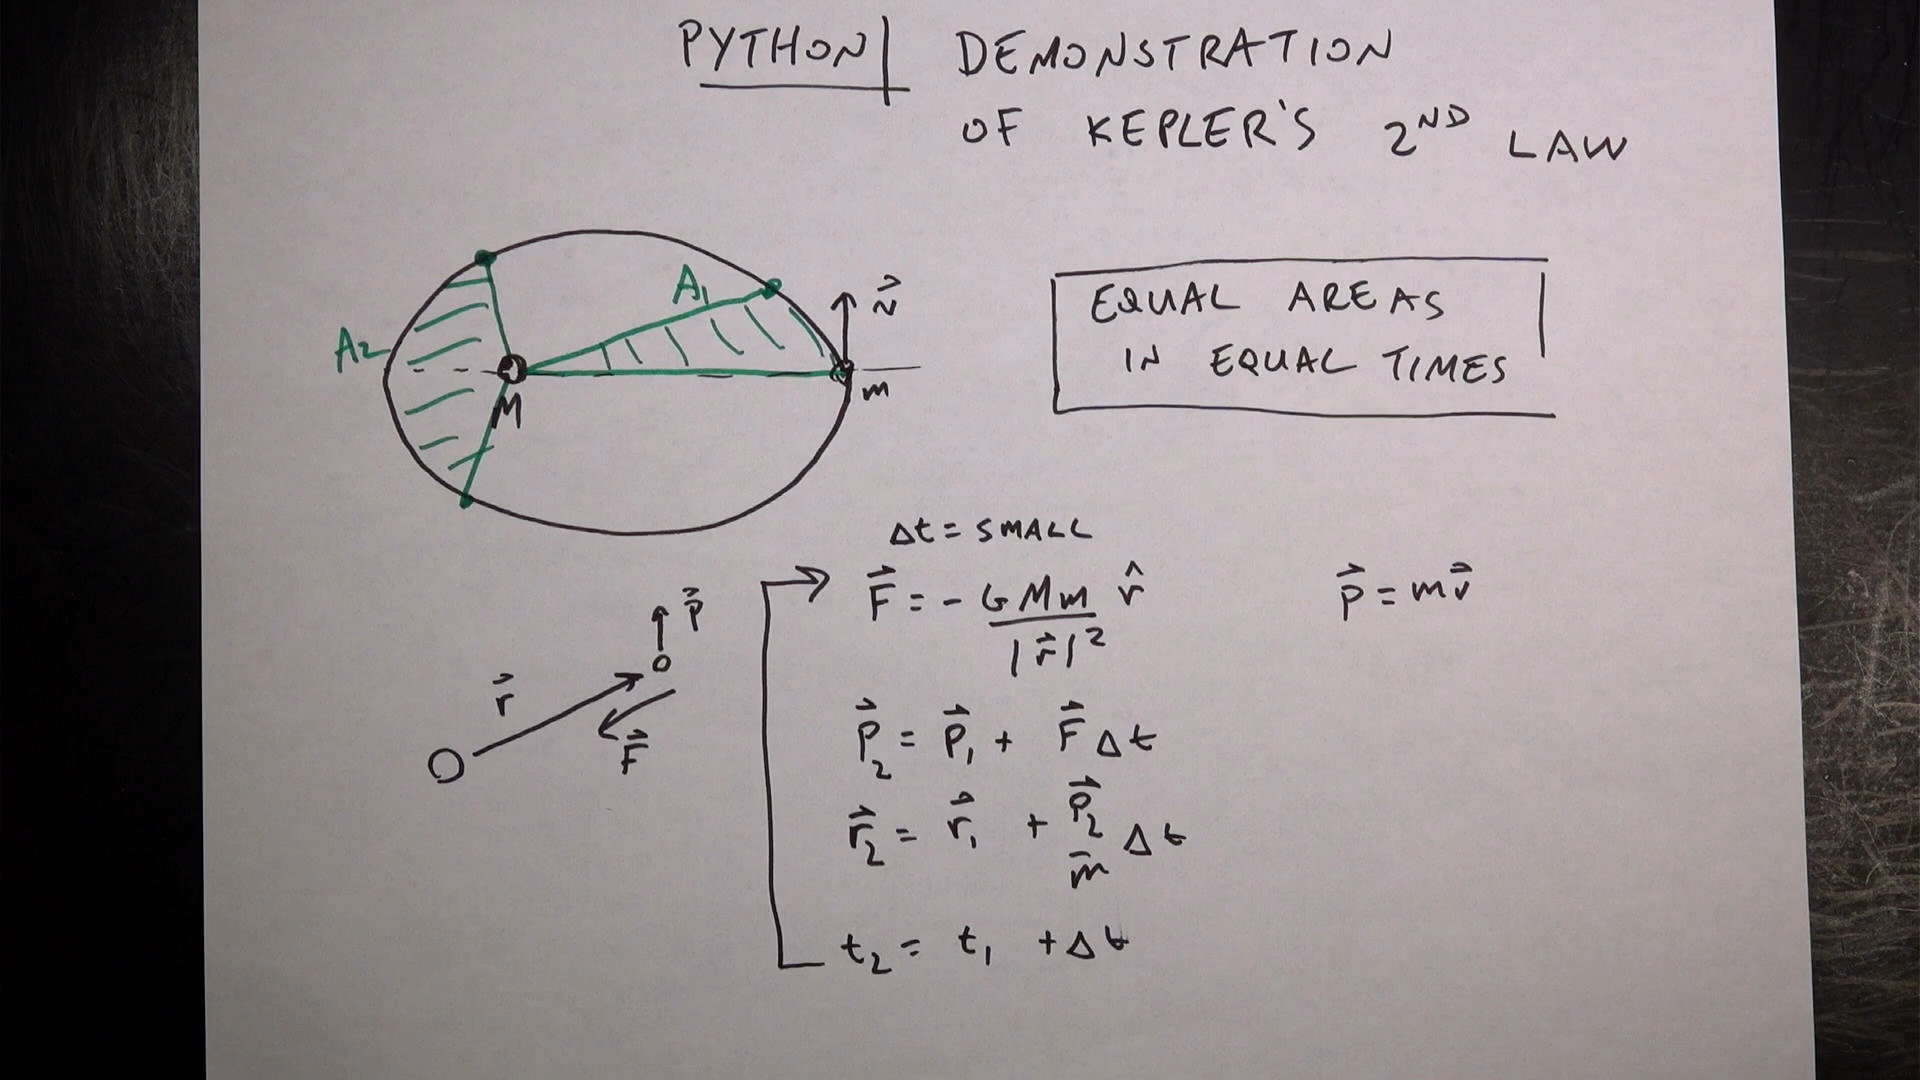 PYTHON| DEMONSTRATION
OF KEPLER'S 2ᴺᴰ LAW
A₁
v⃗
A₂
M
m
EQUAL AREAS
IN EQUAL TIMES
Δt = SMALL
F⃗ = - GMm/|r⃗|² r̂
p⃗ = mv⃗
p⃗
r⃗
F⃗
p⃗₂ = p⃗₁ + F⃗Δt
r⃗₂ = r⃗₁ + p⃗₂/m Δt
t₂ = t₁ + Δt